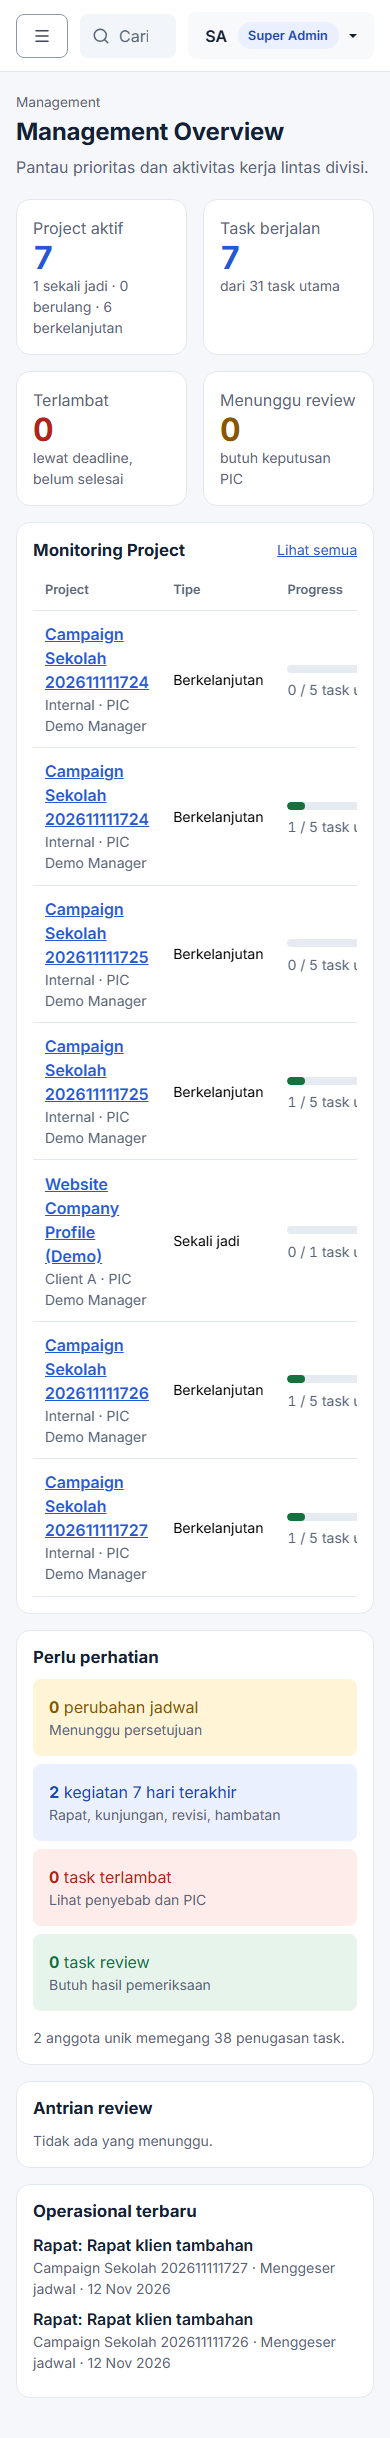 Cari
SA Super Admin
Management
Management Overview
Pantau prioritas dan aktivitas kerja lintas divisi.
Project aktif
7
1 sekali jadi · 0
berulang · 6
berkelanjutan
Task berjalan
7
dari 31 task utama
Terlambat
0
lewat deadline,
belum selesai
Menunggu review
0
butuh keputusan
PIC
Monitoring Project Lihat semua
Project Tipe Progress
Campaign
Sekolah
202611111724
Internal · PIC
Demo Manager
Berkelanjutan
0 / 5 task
Campaign
Sekolah
202611111724
Internal · PIC
Demo Manager
Berkelanjutan
1 / 5 task
Campaign
Sekolah
202611111725
Internal · PIC
Demo Manager
Berkelanjutan
0 / 5 task
Campaign
Sekolah
202611111725
Internal · PIC
Demo Manager
Berkelanjutan
1 / 5 task
Website
Company
Profile
(Demo)
Client A · PIC
Demo Manager
Sekali jadi
0 / 1 task
Campaign
Sekolah
202611111726
Internal · PIC
Demo Manager
Berkelanjutan
1 / 5 task
Campaign
Sekolah
202611111727
Internal · PIC
Demo Manager
Berkelanjutan
1 / 5 task
Perlu perhatian
0 perubahan jadwal
Menunggu persetujuan
2 kegiatan 7 hari terakhir
Rapat, kunjungan, revisi, hambatan
0 task terlambat
Lihat penyebab dan PIC
0 task review
Butuh hasil pemeriksaan
2 anggota unik memegang 38 penugasan task.
Antrian review
Tidak ada yang menunggu.
Operasional terbaru
Rapat: Rapat klien tambahan
Campaign Sekolah 202611111727 · Menggeser
jadwal · 12 Nov 2026
Rapat: Rapat klien tambahan
Campaign Sekolah 202611111726 · Menggeser
jadwal · 12 Nov 2026